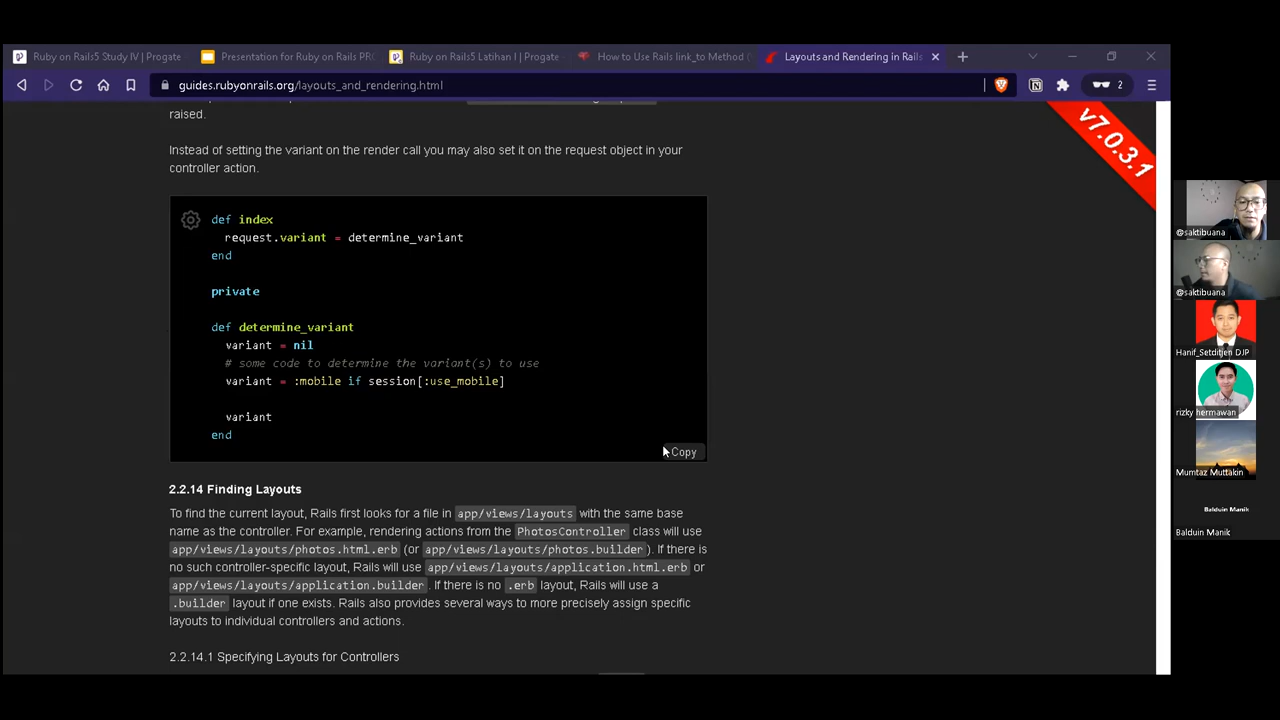 Ruby on Rails5 Study IV | Progate
Presentation for Ruby on Rails PRO
Ruby on Rails5 Latihan I | Progate
How to Use Rails link_to Method (
Layouts and Rendering in Rails
guides.rubyonrails.org/layouts_and_rendering.html
2
raised.
v7.0.3.1
Instead of setting the variant on the render call you may also set it on the request object in your
controller action.
def index
request.variant = determine_variant
end
private
def determine_variant
variant = nil
# some code to determine the variant(s) to use
variant = :mobile if session[:use_mobile]
variant
end
Copy
2.2.14 Finding Layouts
To find the current layout, Rails first looks for a file in app/views/layouts with the same base
name as the controller. For example, rendering actions from the PhotosController class will use
app/views/layouts/photos.html.erb (or app/views/layouts/photos.builder). If there is
no such controller-specific layout, Rails will use app/views/layouts/application.html.erb or
app/views/layouts/application.builder. If there is no .erb layout, Rails will use a
.builder layout if one exists. Rails also provides several ways to more precisely assign specific
layouts to individual controllers and actions.
2.2.14.1 Specifying Layouts for Controllers
@saktibuana
@saktibuana
Hanif_Setditjen DJP
rizky hermawan
Mumtaz Muttakin
Balduin Manik
Balduin Manik